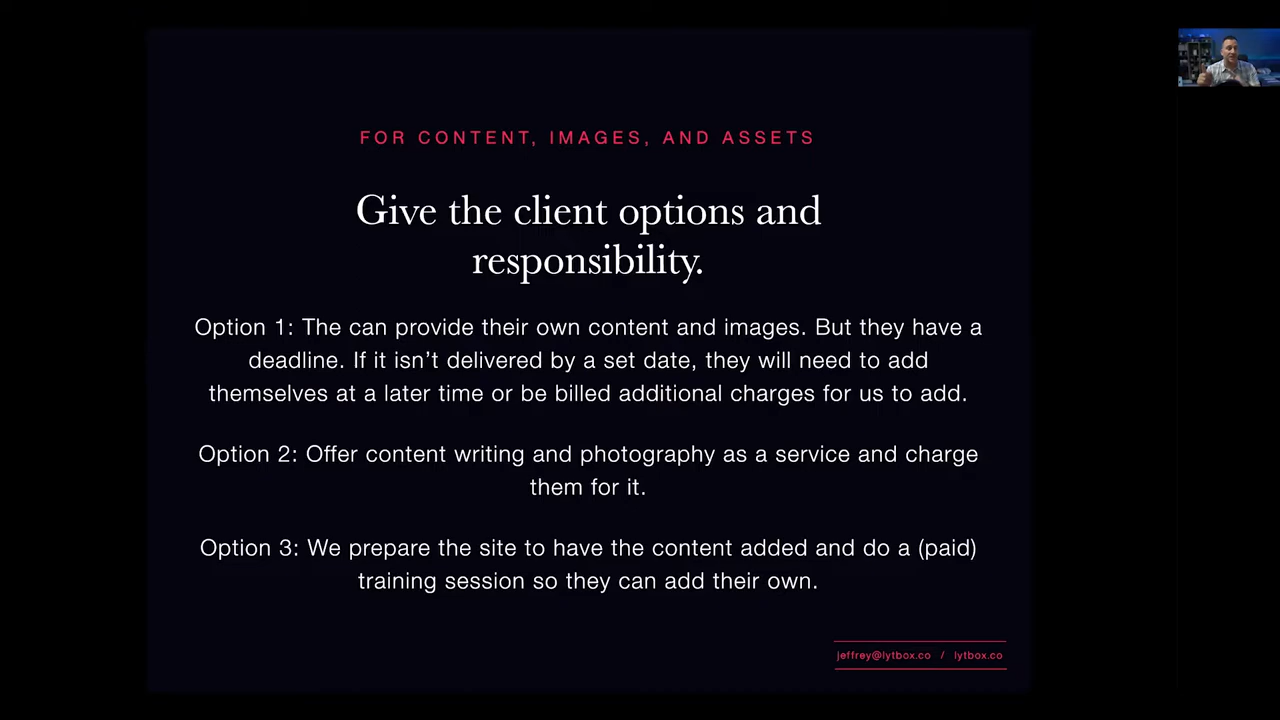 FOR CONTENT, IMAGES, AND ASSETS
Give the client options and
responsibility.
Option 1: The can provide their own content and images. But they have a
deadline. If it isn’t delivered by a set date, they will need to add
themselves at a later time or be billed additional charges for us to add.
Option 2: Offer content writing and photography as a service and charge
them for it.
Option 3: We prepare the site to have the content added and do a (paid)
training session so they can add their own.
jeffrey@lytbox.co / lytbox.co